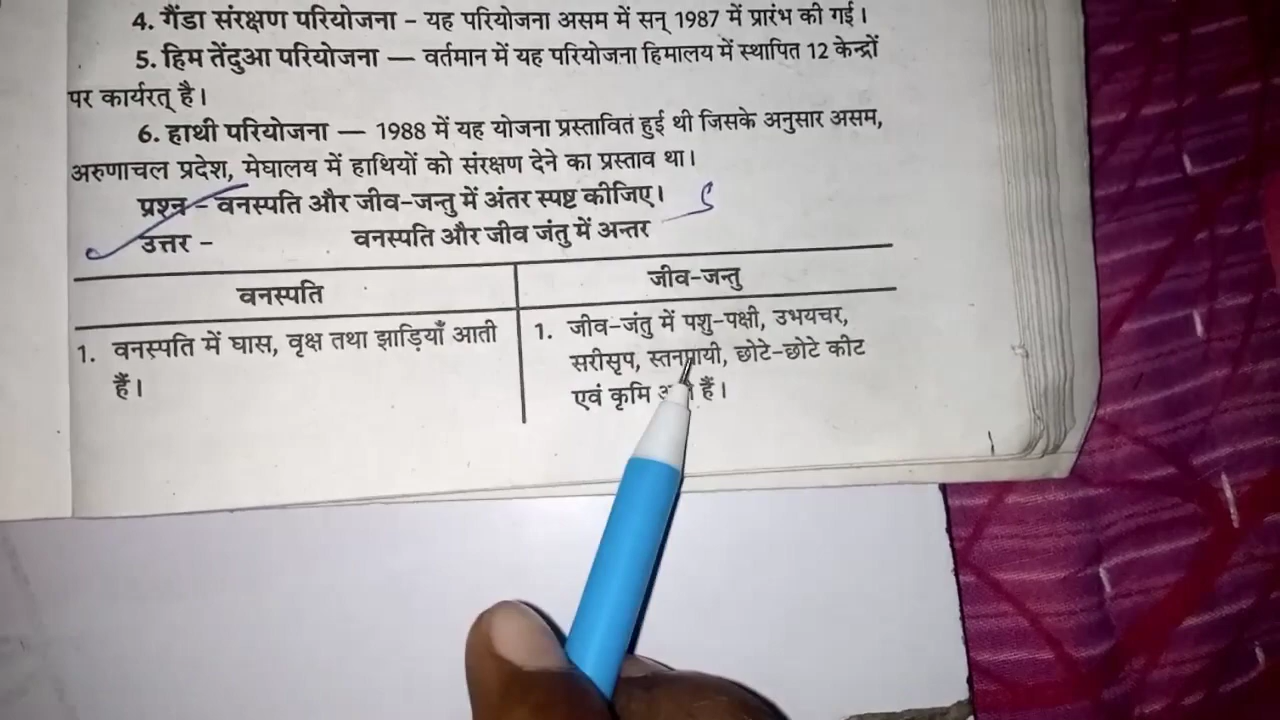 4. गैंडा संरक्षण परियोजना – यह परियोजना असम में सन् 1987 में प्रारंभ की गई।
5. हिम तेंदुआ परियोजना — वर्तमान में यह परियोजना हिमालय में स्थापित 12 केन्द्रों
पर कार्यरत् है।
6. हाथी परियोजना — 1988 में यह योजना प्रस्तावित हुई थी जिसके अनुसार असम,
अरुणाचल प्रदेश, मेघालय में हाथियों को संरक्षण देने का प्रस्ताव था।
प्रश्न – वनस्पति और जीव-जन्तु में अंतर स्पष्ट कीजिए।
उत्तर – वनस्पति और जीव जंतु में अन्तर
वनस्पति
1. वनस्पति में घास, वृक्ष तथा झाड़ियाँ आती
हैं।
जीव-जन्तु
1. जीव-जंतु में पशु-पक्षी, उभयचर,
सरीसृप, स्तनपायी, छोटे-छोटे कीट
एवं कृमि हैं।